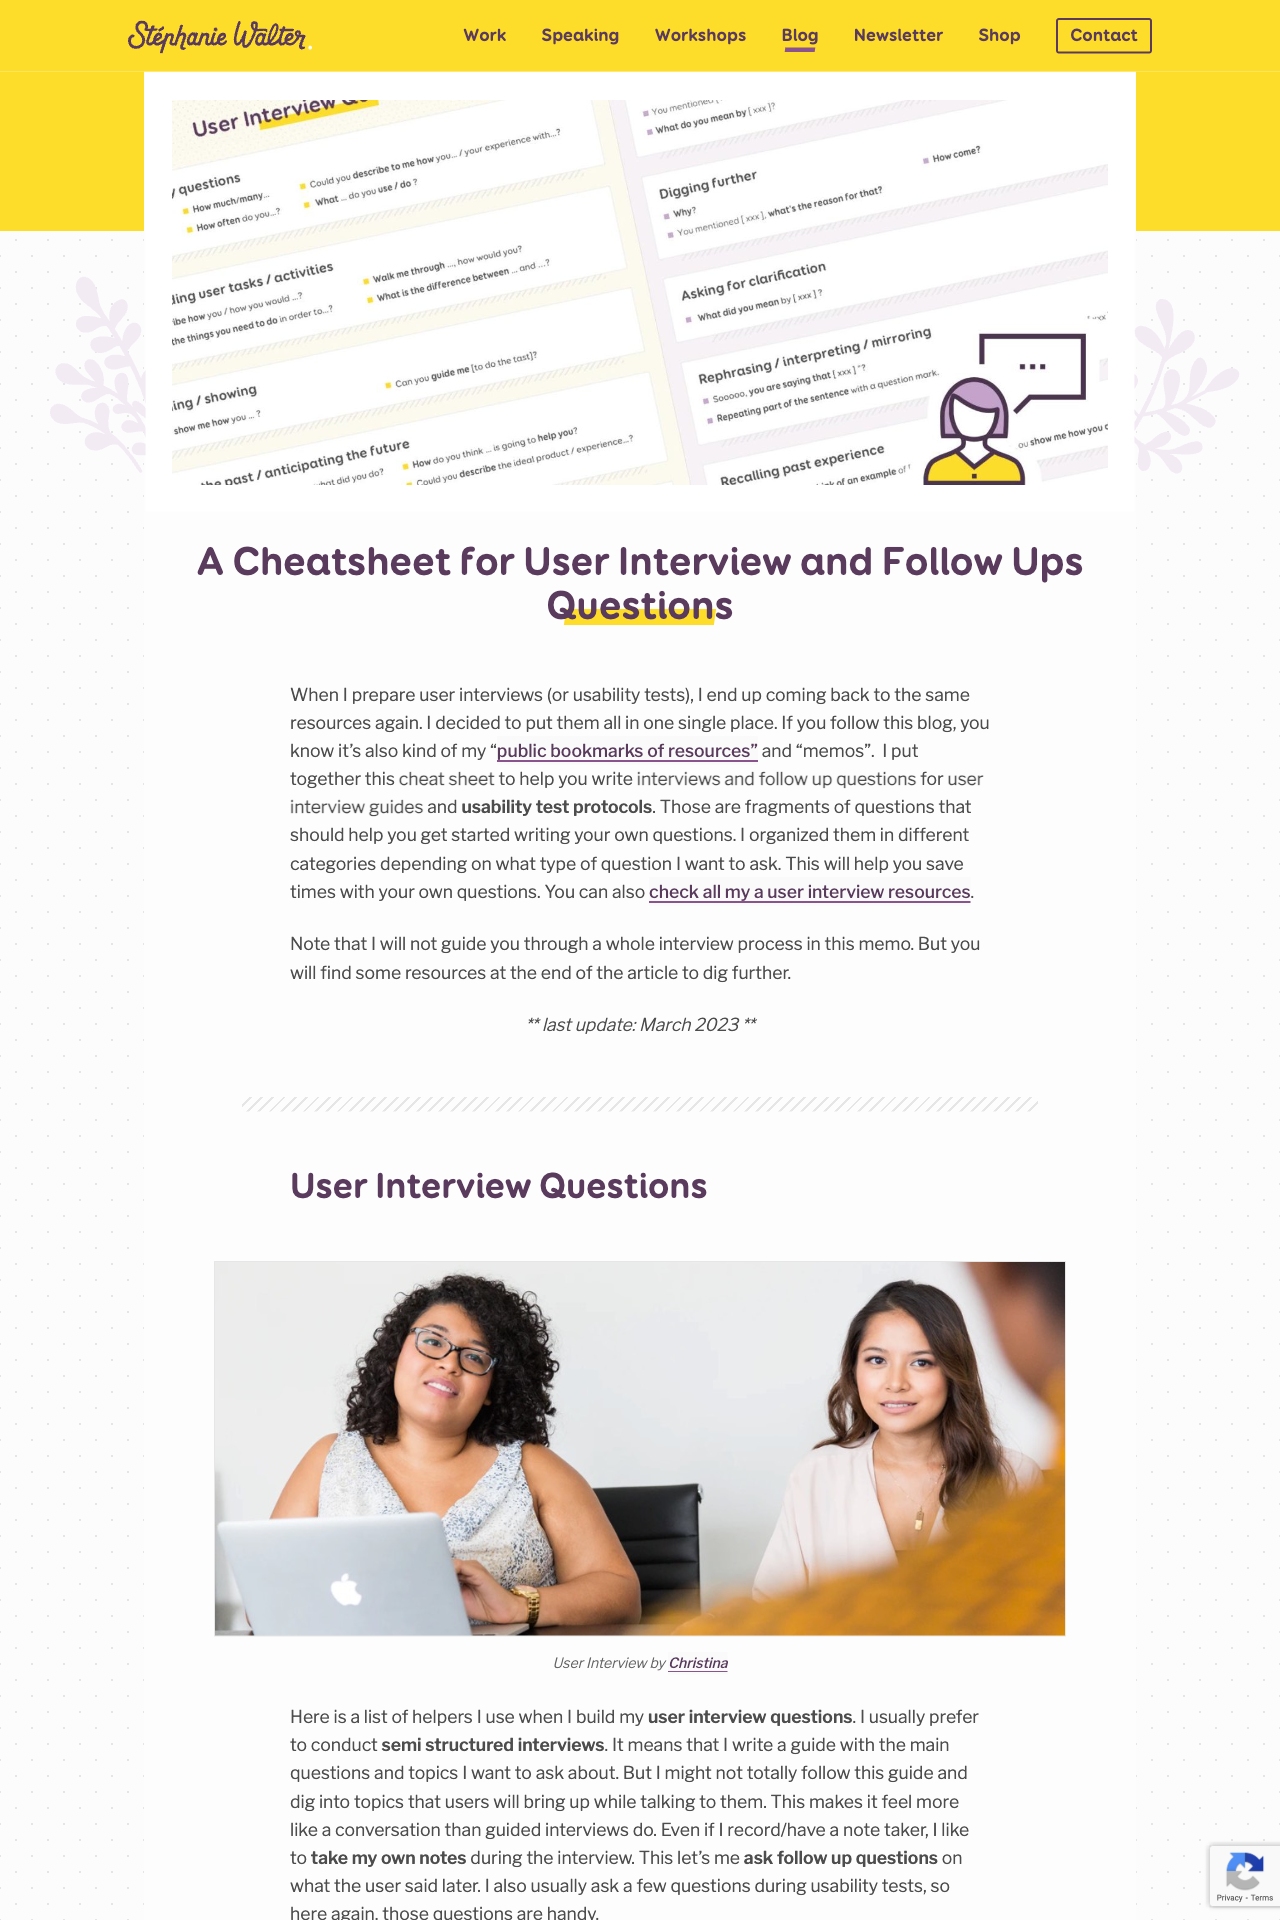 Stéphanie Walter.
Work Speaking Workshops Blog Newsletter Shop Contact
User Interview
questions
How much/many...
How often do you...?
Could you describe to me how you... / your experience with...?
What ... do you use / do ?
ding user tasks / activities
ibe how you / how you would ...?
the things you need to do in order to...?
Walk me through ..., how would you?
What is the difference between ... and ...?
ing / showing
show me how you ... ?
Can you guide me [to do the tast]?
the past / anticipating the future
what did you do?
How do you think ... is going to help you?
Could you describe the ideal product / experience...?
You mentioned [ xxx ]
What do you mean by [ xxx ]?
Digging further
Why?
How come?
You mentioned [ xxx ], what's the reason for that?
Asking for clarification
What did you mean by [ xxx ] ?
Rephrasing / interpreting / mirroring
Sooooo, you are saying that [ xxx ] "?
Repeating part of the sentence with a question mark.
Recalling past experience
nk of an example of
ou show me how you
A Cheatsheet for User Interview and Follow Ups
Questions
When I prepare user interviews (or usability tests), I end up coming back to the same
resources again. I decided to put them all in one single place. If you follow this blog, you
know it’s also kind of my “public bookmarks of resources” and “memos”.  I put
together this cheat sheet to help you write interviews and follow up questions for user
interview guides and usability test protocols. Those are fragments of questions that
should help you get started writing your own questions. I organized them in different
categories depending on what type of question I want to ask. This will help you save
times with your own questions. You can also check all my a user interview resources.
Note that I will not guide you through a whole interview process in this memo. But you
will find some resources at the end of the article to dig further.
** last update: March 2023 **
User Interview Questions
User Interview by Christina
Here is a list of helpers I use when I build my user interview questions. I usually prefer
to conduct semi structured interviews. It means that I write a guide with the main
questions and topics I want to ask about. But I might not totally follow this guide and
dig into topics that users will bring up while talking to them. This makes it feel more
like a conversation than guided interviews do. Even if I record/have a note taker, I like
to take my own notes during the interview. This let’s me ask follow up questions on
what the user said later. I also usually ask a few questions during usability tests, so
here again, those questions are handy.
Privacy - Terms